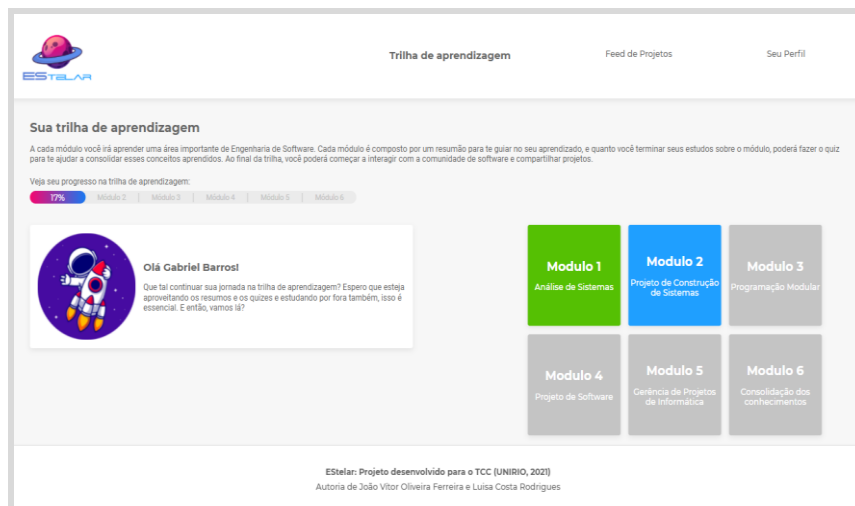 EStelar
Trilha de aprendizagem
Feed de Projetos
Seu Perfil
Sua trilha de aprendizagem
A cada módulo você irá aprender uma área importante de Engenharia de Software. Cada módulo é composto por um resumão para te guiar no seu aprendizado, e quanto você terminar seus estudos sobre o módulo, poderá fazer o quiz
para te ajudar a consolidar esses conceitos aprendidos. Ao final da trilha, você poderá começar a interagir com a comunidade de software e compartilhar projetos.
Veja seu progresso na trilha de aprendizagem:
17%
Módulo 2
Módulo 3
Módulo 4
Módulo 5
Módulo 6
Olá Gabriel Barros!
Que tal continuar sua jornada na trilha de aprendizagem? Espero que esteja
aproveitando os resumos e os quizes e estudando por fora também, isso é
essencial. E então, vamos lá?
Modulo 1
Análise de Sistemas
Modulo 2
Projeto de Construção
de Sistemas
Modulo 3
Programação Modular
Modulo 4
Projeto de Software
Modulo 5
Gerência de Projetos
de Informática
Modulo 6
Consolidação dos
conhecimentos
EStelar: Projeto desenvolvido para o TCC (UNIRIO, 2021)
Autoria de João Vitor Oliveira Ferreira e Luisa Costa Rodrigues